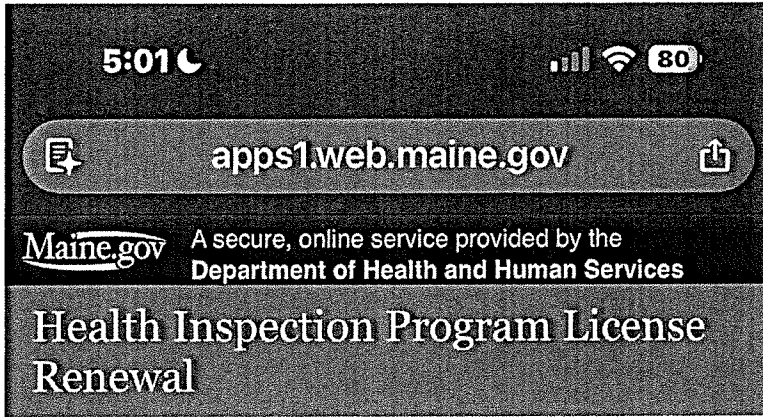 5:01
80
apps1.web.maine.gov
Maine.gov
A secure, online service provided by the
Department of Health and Human Services
Health Inspection Program License
Renewal